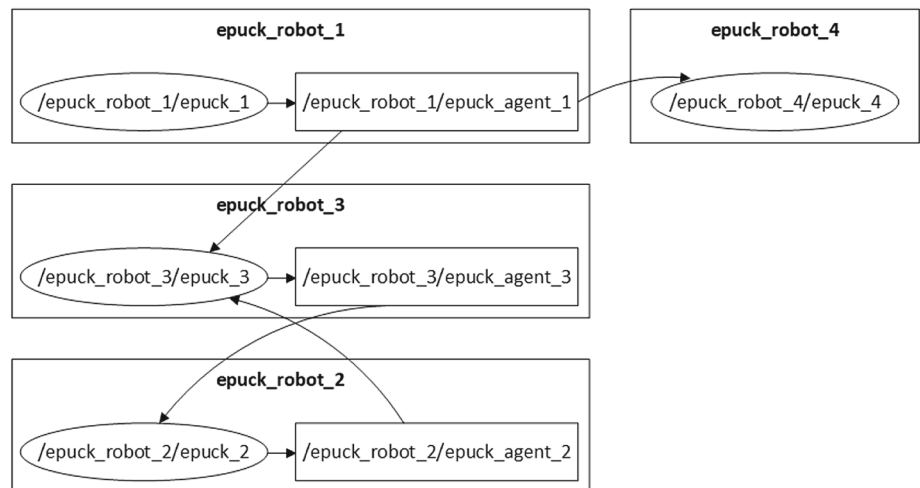 epuck_robot_1
/epuck_robot_1/epuck_1
/epuck_robot_1/epuck_agent_1
epuck_robot_4
/epuck_robot_4/epuck_4
epuck_robot_3
/epuck_robot_3/epuck_3
/epuck_robot_3/epuck_agent_3
epuck_robot_2
/epuck_robot_2/epuck_2
/epuck_robot_2/epuck_agent_2